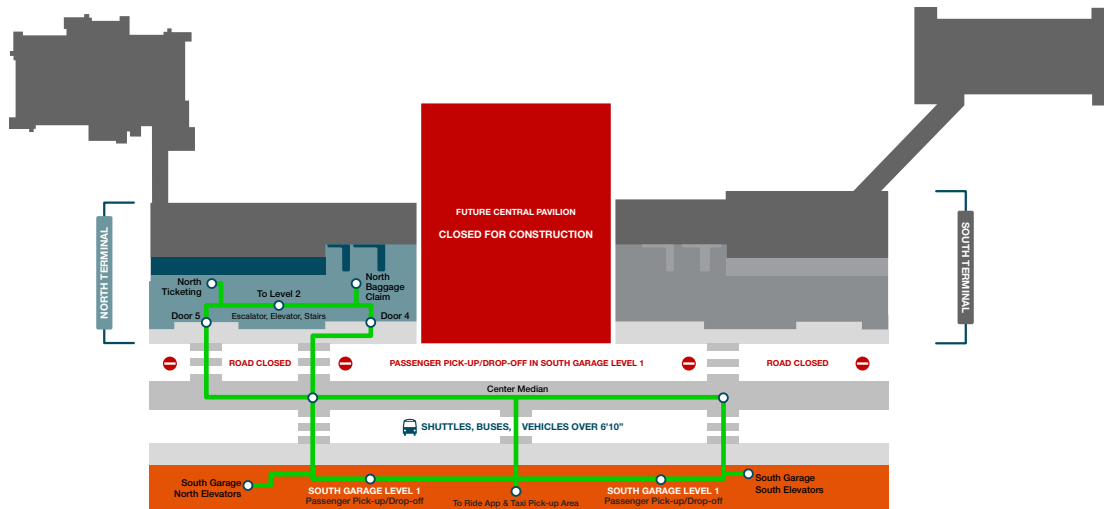 FUTURE CENTRAL PAVILION
CLOSED FOR CONSTRUCTION
NORTH TERMINAL
SOUTH TERMINAL
North
Ticketing
To Level 2
North
Baggage
Claim
Door 5
Escalator, Elevator, Stairs
Door 4
ROAD CLOSED
PASSENGER PICK-UP/DROP-OFF IN SOUTH GARAGE LEVEL 1
ROAD CLOSED
Center Median
SHUTTLES, BUSES, VEHICLES OVER 6'10"
South Garage
North Elevators
SOUTH GARAGE LEVEL 1
Passenger Pick-up/Drop-off
To Ride App & Taxi Pick-up Area
SOUTH GARAGE LEVEL 1
Passenger Pick-up/Drop-off
South Garage
South Elevators